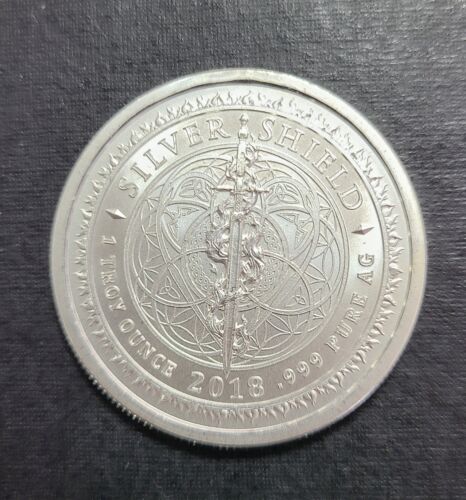 SILVER SHIELD
1 TROY OUNCE 2018 .999 PURE AG